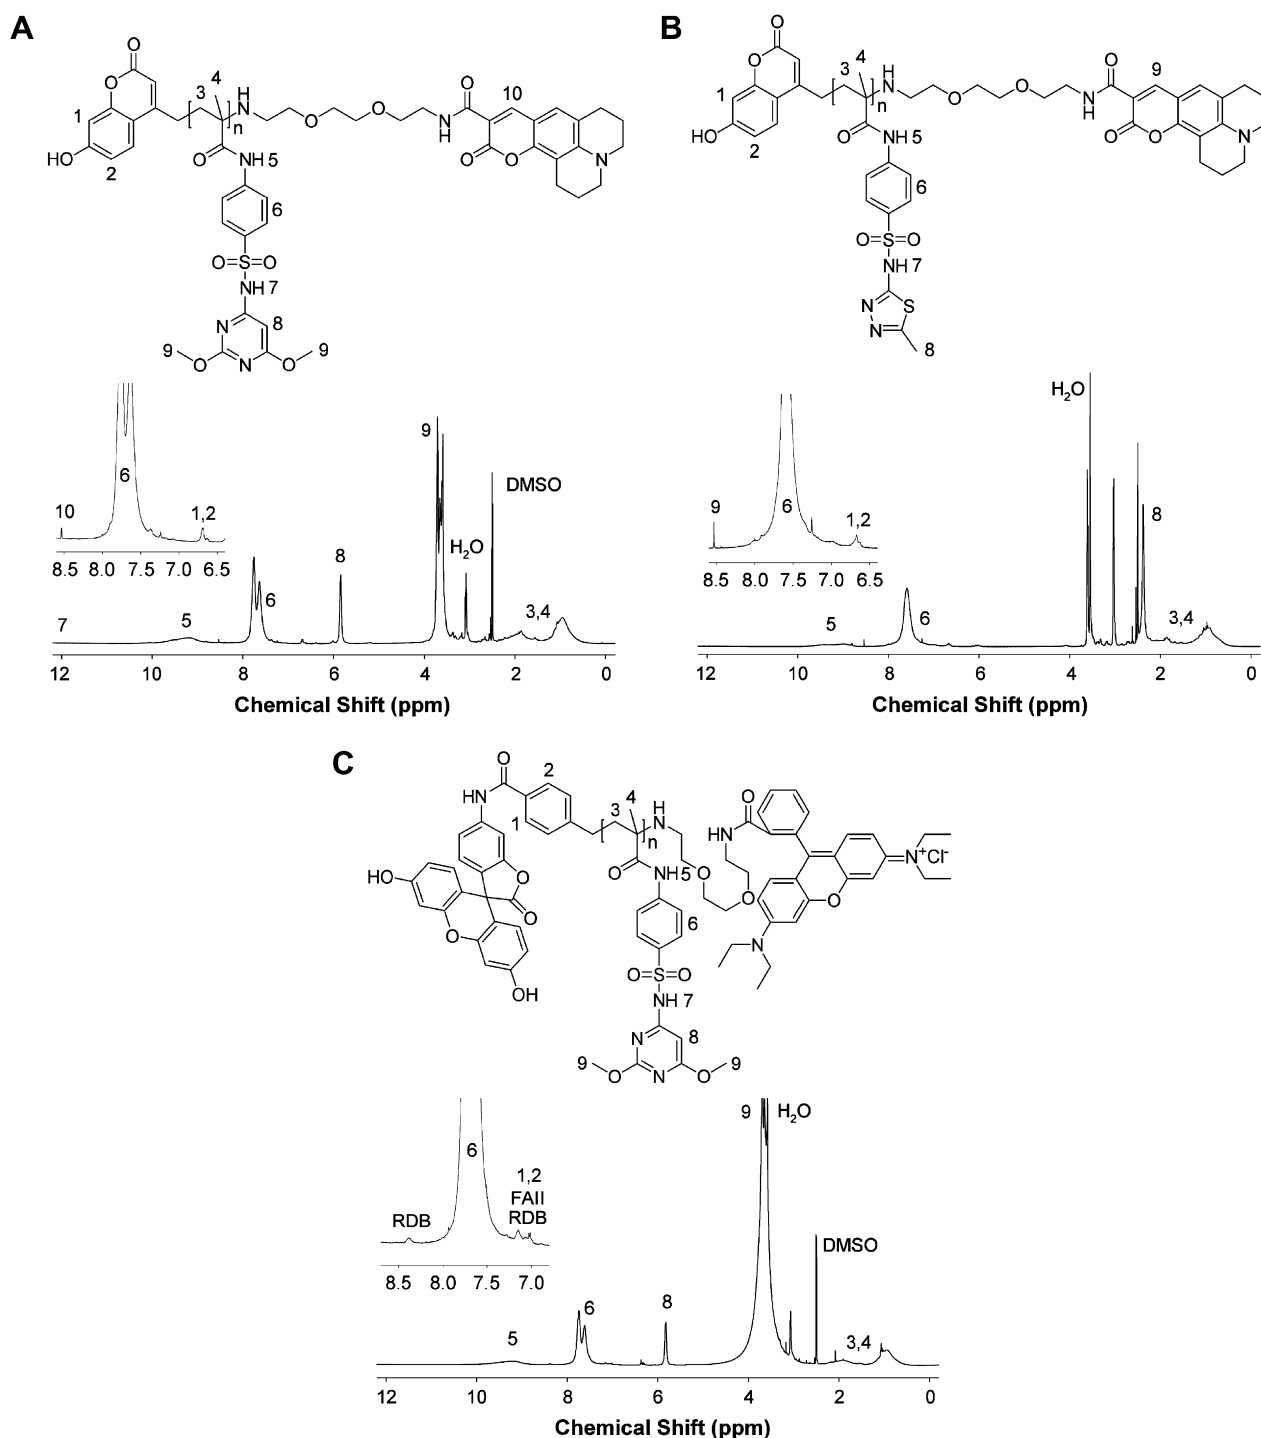 A
O
O
1
HO
2
3
4
n
H
N
O
O
N
H
O
10
O
O
N
O
NH 5
6
O=S=O
NH 7
N
8
9
O
N
O
9
6
10
1,2
8.5 8.0 7.5 7.0 6.5
7
5
6
8
9
H₂O
DMSO
3,4
12 10 8 6 4 2 0
Chemical Shift (ppm)
B
O
O
1
HO
2
3
4
n
H
N
O
O
N
H
O
9
O
O
N
O
NH 5
6
O=S=O
NH 7
N
S
N
8
9
6
1,2
8.5 8.0 7.5 7.0 6.5
5
6
H₂O
8
3,4
12 10 8 6 4 2 0
Chemical Shift (ppm)
C
O
HN
2
1
3
4
n
H
N
O
HN
O
O
N⁺Cl⁻
O
N
HO
O
O
O
OH
O
NH5
6
O=S=O
NH 7
N
8
9
O
N
O
9
6
RDB
1,2
FAII
RDB
8.5 8.0 7.5 7.0
5
6
8
9
H₂O
DMSO
3,4
12 10 8 6 4 2 0
Chemical Shift (ppm)